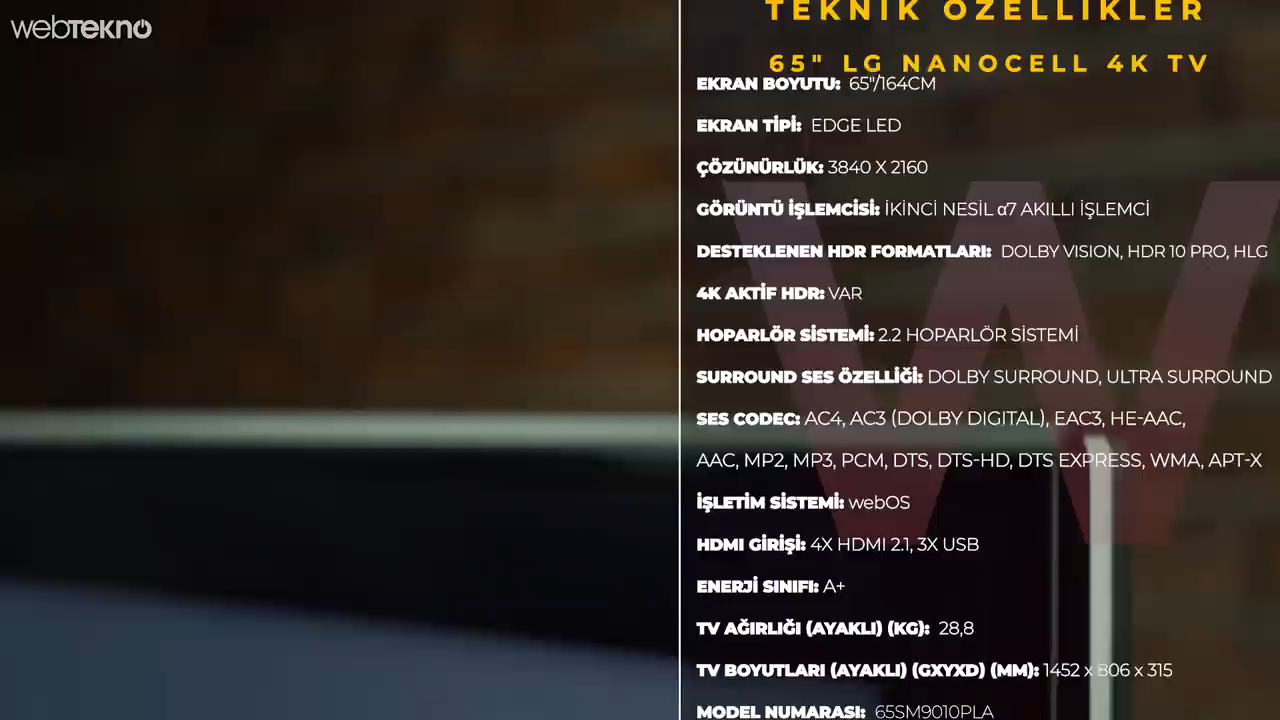 webTEKNO
TEKNİK ÖZELLİKLER
65" LG NANOCELL 4K TV
EKRAN BOYUTU: 65"/164CM
EKRAN TİPİ: EDGE LED
ÇÖZÜNÜRLÜK: 3840 X 2160
GÖRÜNTÜ İŞLEMCİSİ: İKİNCİ NESİL α7 AKILLI İŞLEMCİ
DESTEKLENEN HDR FORMATLARI: DOLBY VISION, HDR 10 PRO, HLG
4K AKTİF HDR: VAR
HOPARLÖR SİSTEMİ: 2.2 HOPARLÖR SİSTEMİ
SURROUND SES ÖZELLİĞİ: DOLBY SURROUND, ULTRA SURROUND
SES CODEC: AC4, AC3 (DOLBY DIGITAL), EAC3, HE-AAC,
AAC, MP2, MP3, PCM, DTS, DTS-HD, DTS EXPRESS, WMA, APT-X
İŞLETİM SİSTEMİ: webOS
HDMI GİRİŞİ: 4X HDMI 2.1, 3X USB
ENERJİ SINIFI: A+
TV AĞIRLIĞI (AYAKLI) (KG): 28,8
TV BOYUTLARI (AYAKLI) (GXYXD) (MM): 1452 x 806 x 315
MODEL NUMARASI: 65SM9010PLA